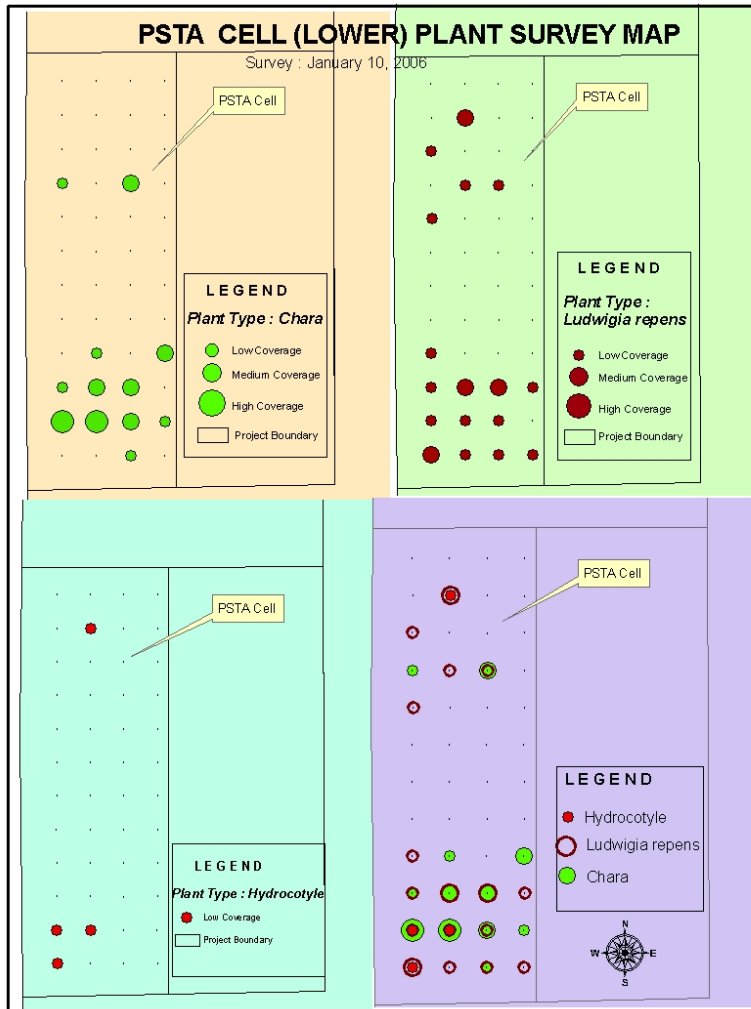 PSTA CELL (LOWER) PLANT SURVEY MAP
Survey : January 10, 2006
PSTA Cell
LEGEND
Plant Type : Chara
Low Coverage
Medium Coverage
High Coverage
Project Boundary
PSTA Cell
LEGEND
Plant Type :
Ludwigia repens
Low Coverage
Medium Coverage
High Coverage
Project Boundary
PSTA Cell
LEGEND
Plant Type : Hydrocotyle
Low Coverage
Project Boundary
PSTA Cell
LEGEND
Hydrocotyle
Ludwigia repens
Chara
N
W E
S